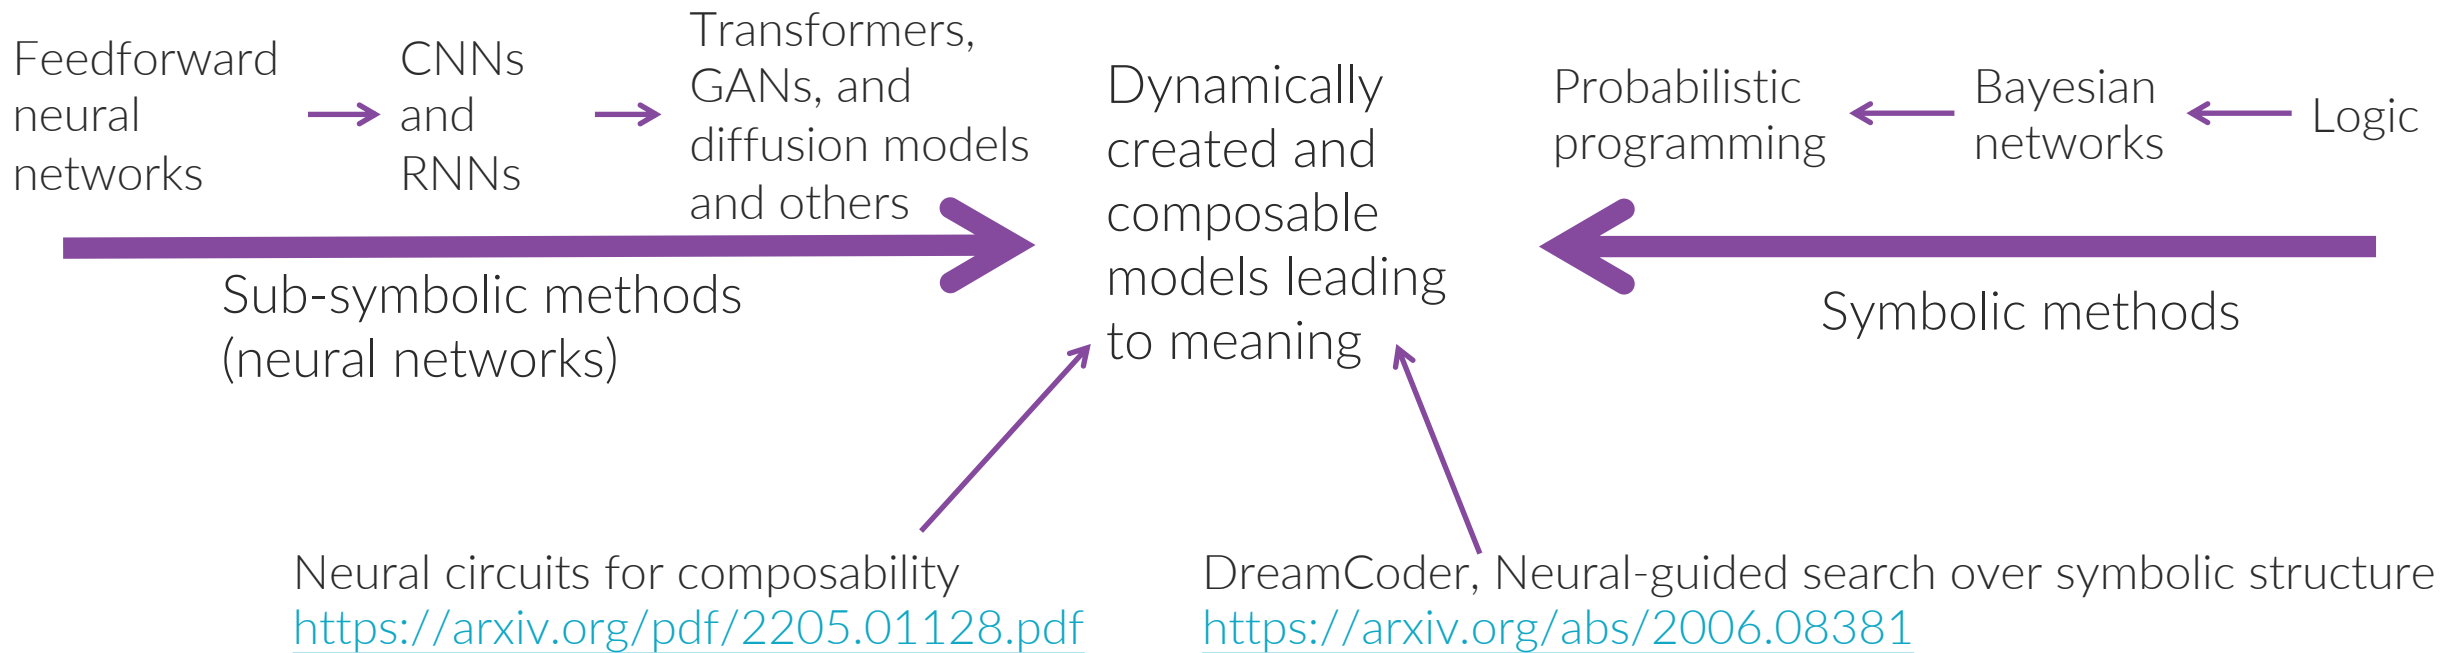 Feedforward
neural
networks
CNNs
and
RNNs
Transformers,
GANs, and
diffusion models
and others
Dynamically
created and
composable
models leading
to meaning
Probabilistic
programming
Bayesian
networks
Logic
Sub-symbolic methods
(neural networks)
Symbolic methods
Neural circuits for composability
https://arxiv.org/pdf/2205.01128.pdf
DreamCoder, Neural-guided search over symbolic structure
https://arxiv.org/abs/2006.08381